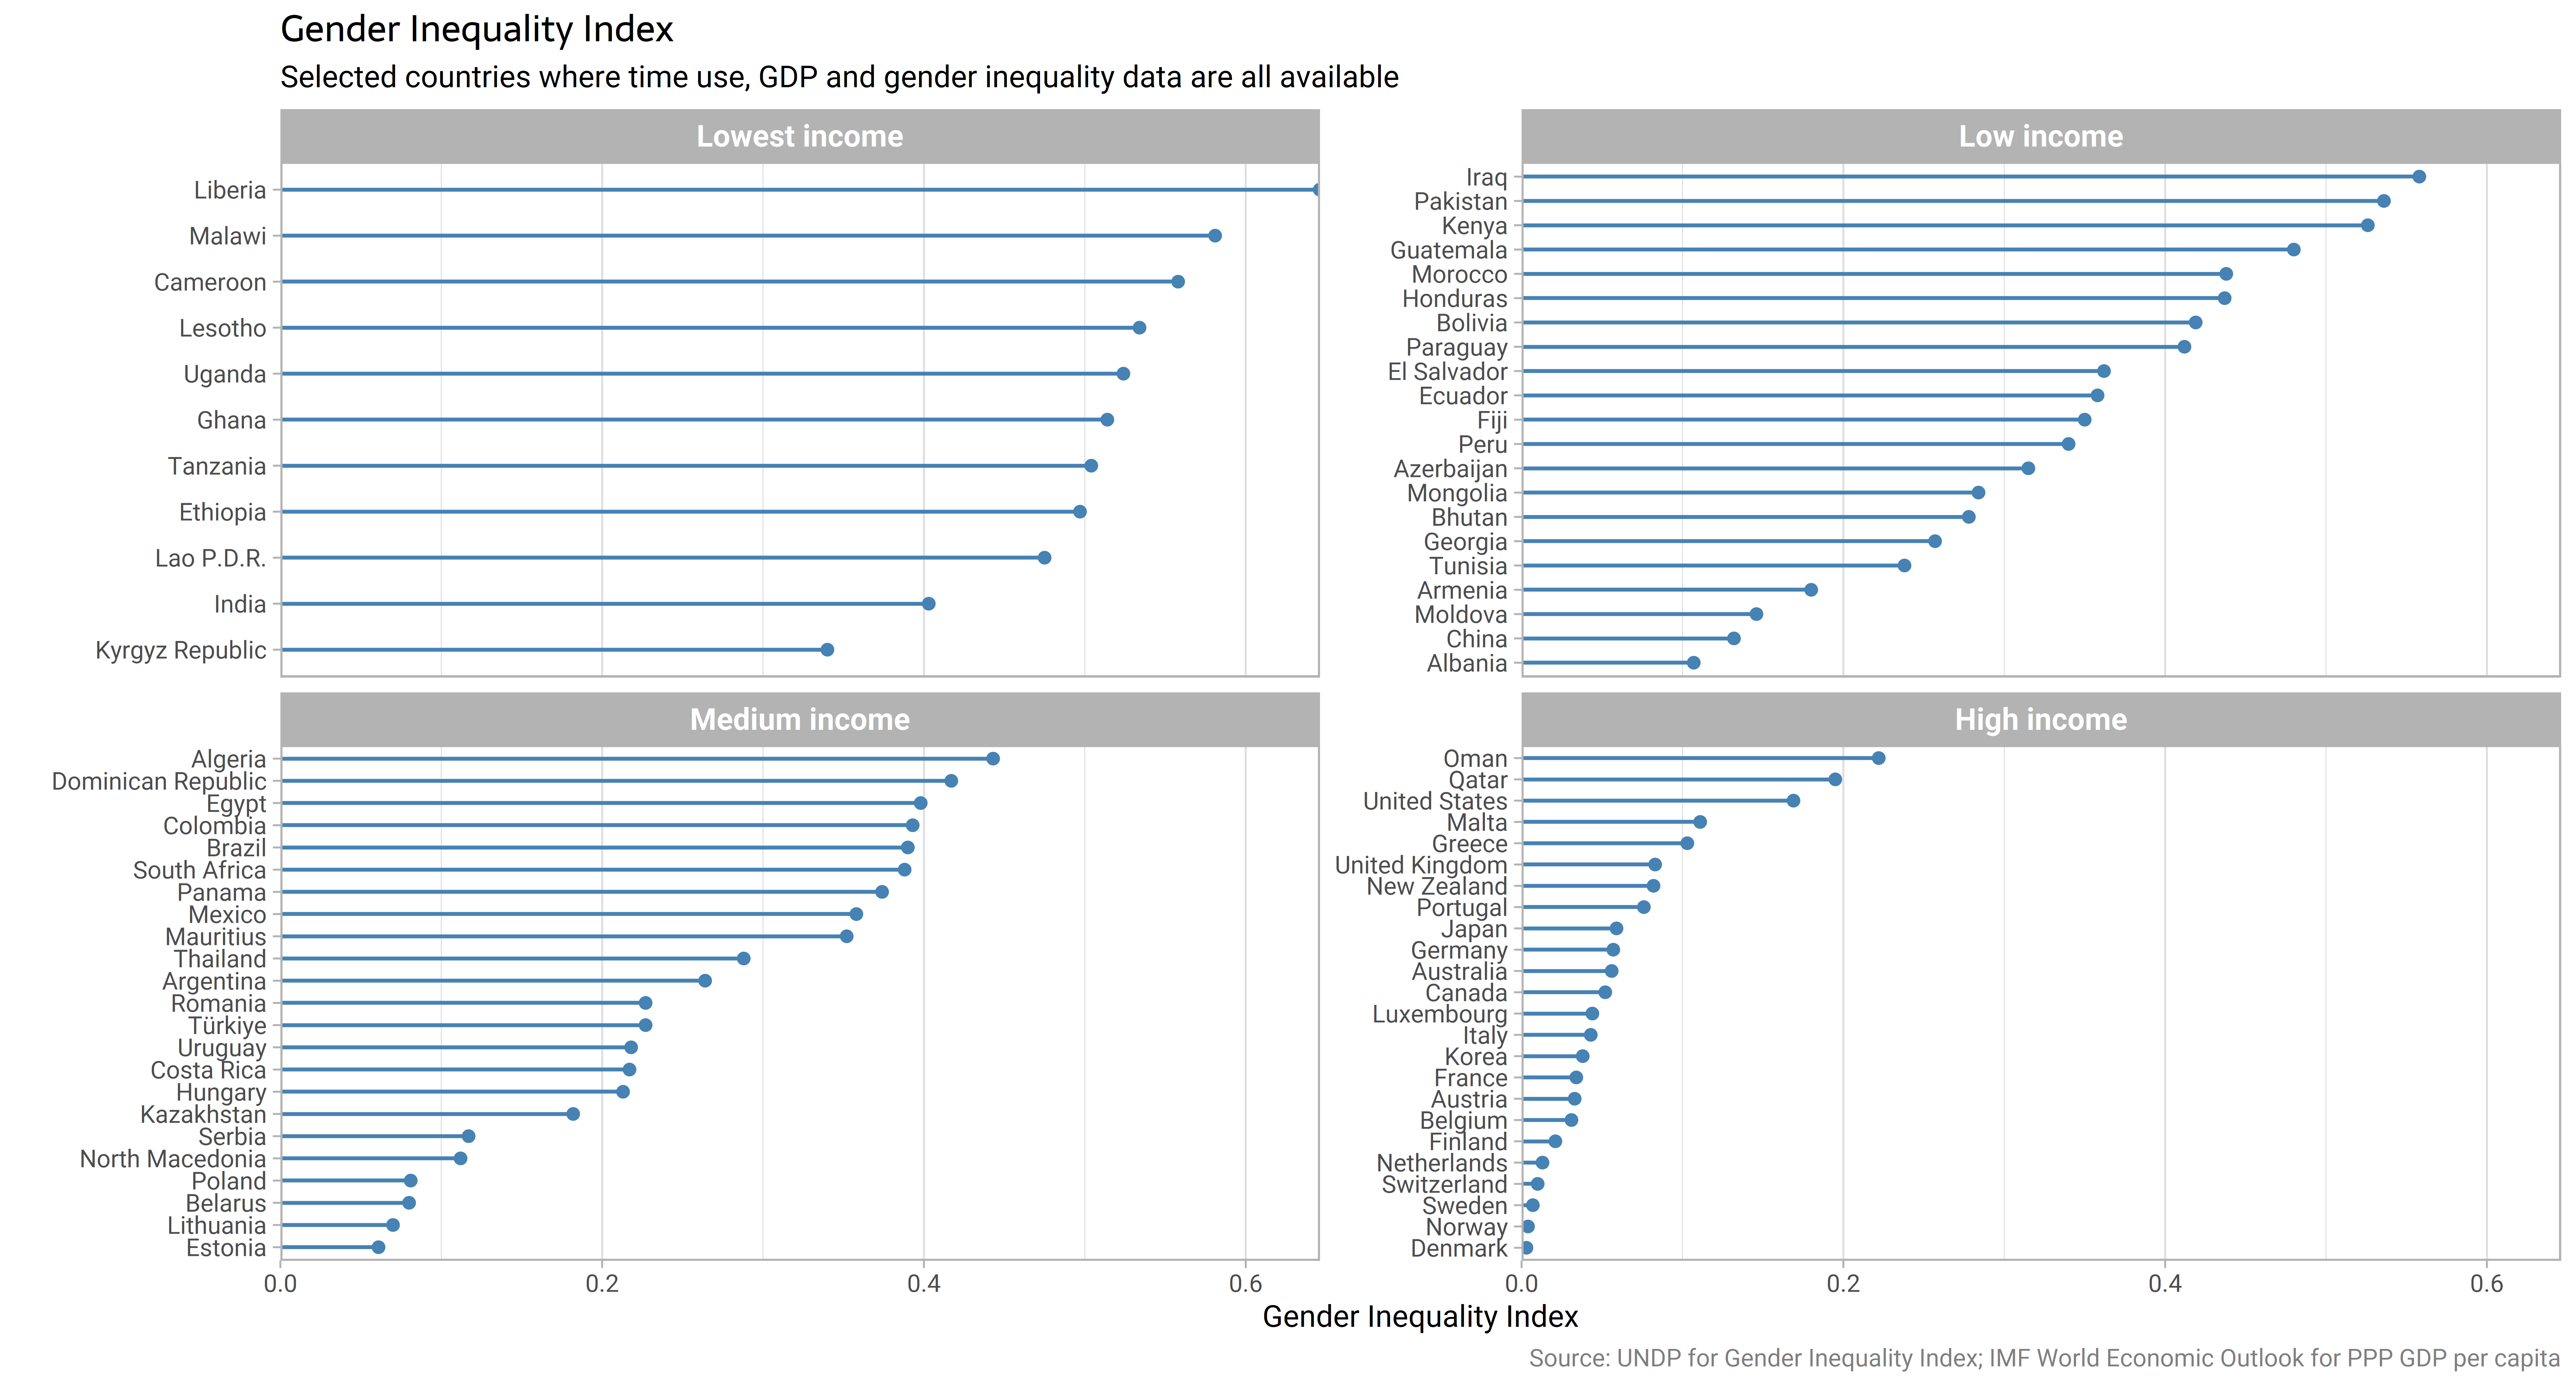 Gender Inequality Index
Selected countries where time use, GDP and gender inequality data are all available
Lowest income
Liberia
Malawi
Cameroon
Lesotho
Uganda
Ghana
Tanzania
Ethiopia
Lao P.D.R.
India
Kyrgyz Republic
Low income
Iraq
Pakistan
Kenya
Guatemala
Morocco
Honduras
Bolivia
Paraguay
El Salvador
Ecuador
Fiji
Peru
Azerbaijan
Mongolia
Bhutan
Georgia
Tunisia
Armenia
Moldova
China
Albania
Medium income
Algeria
Dominican Republic
Egypt
Colombia
Brazil
South Africa
Panama
Mexico
Mauritius
Thailand
Argentina
Romania
Türkiye
Uruguay
Costa Rica
Hungary
Kazakhstan
Serbia
North Macedonia
Poland
Belarus
Lithuania
Estonia
0.0 0.2 0.4 0.6
High income
Oman
Qatar
United States
Malta
Greece
United Kingdom
New Zealand
Portugal
Japan
Germany
Australia
Canada
Luxembourg
Italy
Korea
France
Austria
Belgium
Finland
Netherlands
Switzerland
Sweden
Norway
Denmark
0.0 0.2 0.4 0.6
Gender Inequality Index
Source: UNDP for Gender Inequality Index; IMF World Economic Outlook for PPP GDP per capita